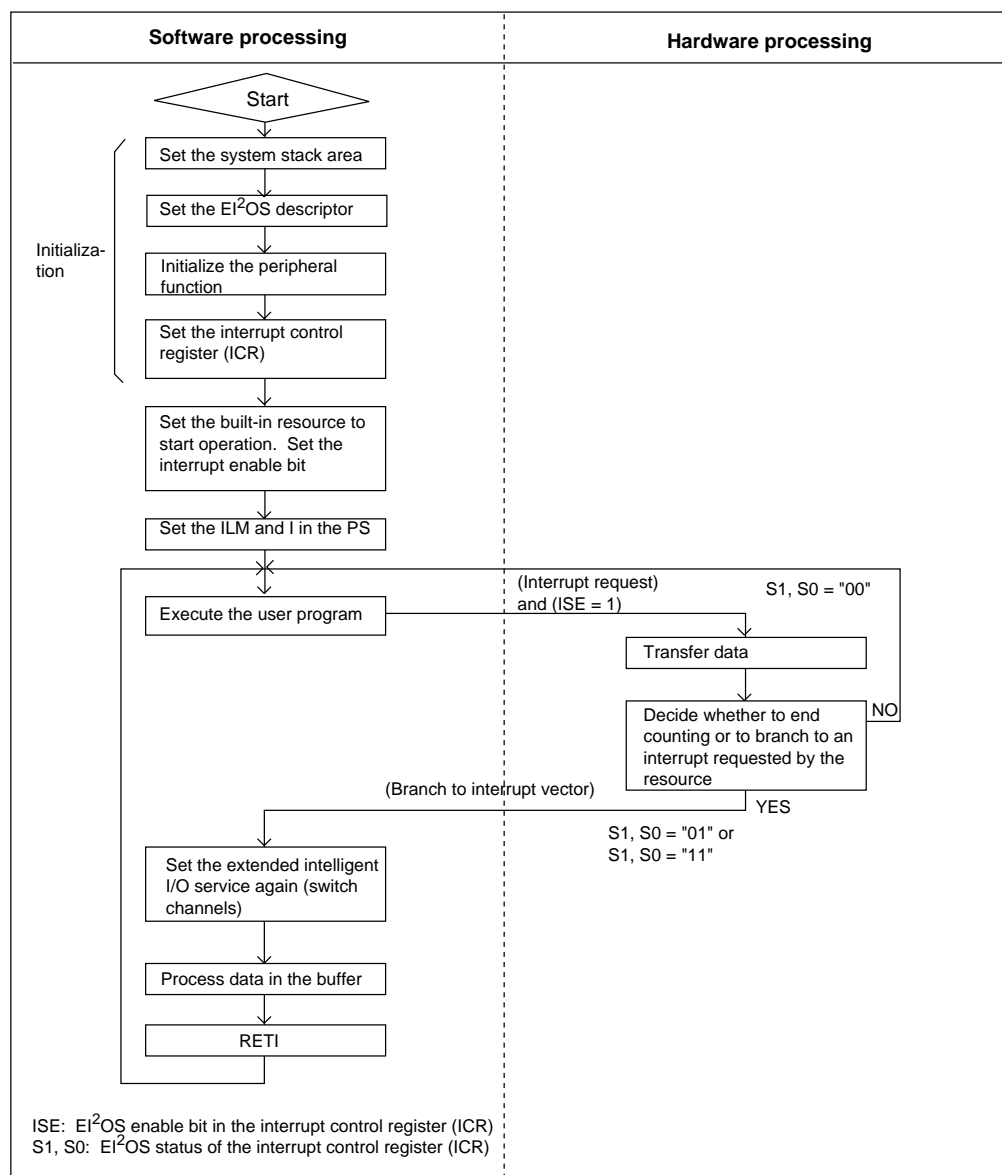 Software processing
Hardware processing
Start
Set the system stack area
Set the EI²OS descriptor
Initializa-
tion
Initialize the peripheral
function
Set the interrupt control
register (ICR)
Set the built-in resource to
start operation.  Set the
interrupt enable bit
Set the ILM and I in the PS
(Interrupt request)
and (ISE = 1)
S1, S0 = "00"
Execute the user program
Transfer data
Decide whether to end
counting or to branch to an
interrupt requested by the
resource
NO
(Branch to interrupt vector)
YES
S1, S0 = "01" or
S1, S0 = "11"
Set the extended intelligent
I/O service again (switch
channels)
Process data in the buffer
RETI
ISE:  EI²OS enable bit in the interrupt control register (ICR)
S1, S0:  EI²OS status of the interrupt control register (ICR)